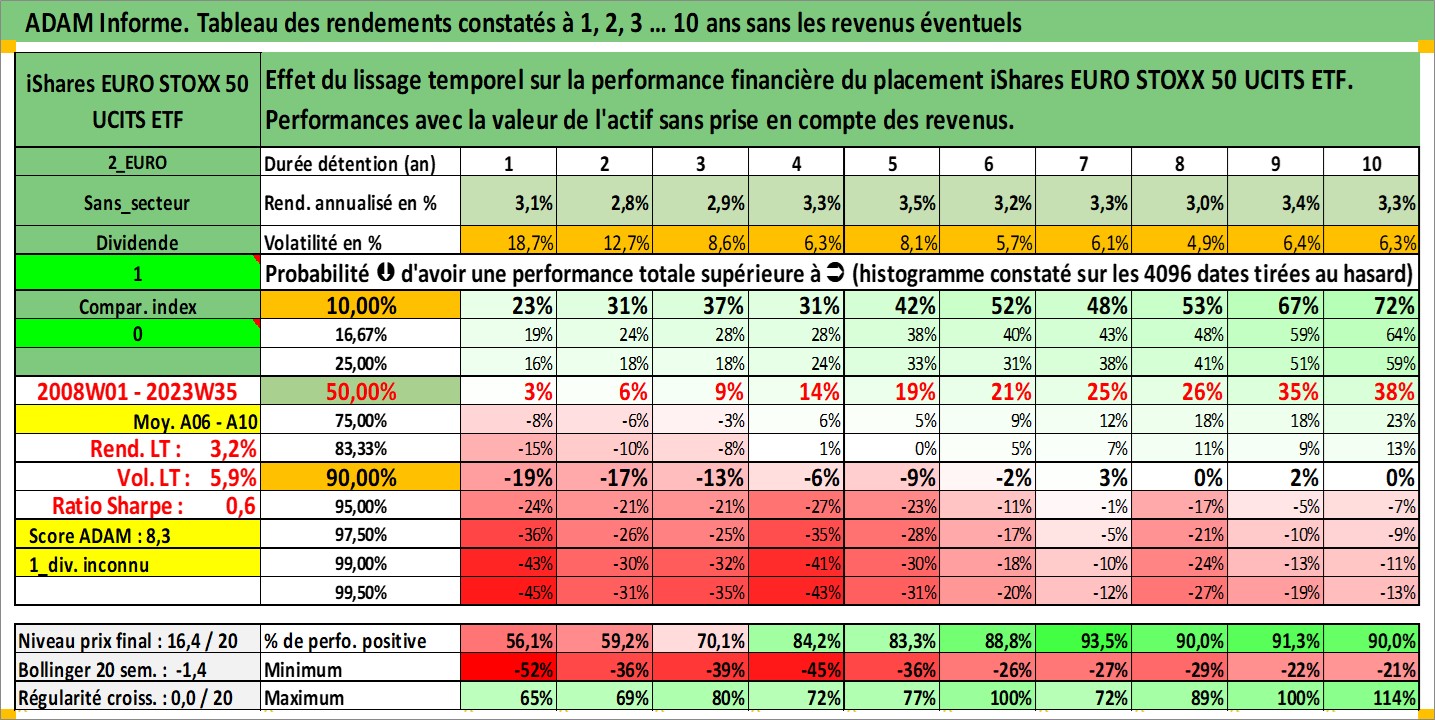 ADAM Informe. Tableau des rendements constatés à 1, 2, 3 ... 10 ans sans les revenus éventuels
iShares EURO STOXX 50 UCITS ETF
Effet du lissage temporel sur la performance financière du placement iShares EURO STOXX 50 UCITS ETF.
Performances avec la valeur de l'actif sans prise en compte des revenus.
2_EURO Durée détention (an) 1 2 3 4 5 6 7 8 9 10
Sans_secteur Rend. annualisé en % 3,1% 2,8% 2,9% 3,3% 3,5% 3,2% 3,3% 3,0% 3,4% 3,3%
Dividende Volatilité en % 18,7% 12,7% 8,6% 6,3% 8,1% 5,7% 6,1% 4,9% 6,4% 6,3%
1 Probabilité ⬇ d'avoir une performance totale supérieure à ➲ (histogramme constaté sur les 4096 dates tirées au hasard)
Compar. index 10,00% 23% 31% 37% 31% 42% 52% 48% 53% 67% 72%
0 16,67% 19% 24% 28% 28% 38% 40% 43% 48% 59% 64%
25,00% 16% 18% 18% 24% 33% 31% 38% 41% 51% 59%
2008W01 - 2023W35 50,00% 3% 6% 9% 14% 19% 21% 25% 26% 35% 38%
Moy. A06 - A10 75,00% -8% -6% -3% 6% 5% 9% 12% 18% 18% 23%
Rend. LT : 3,2% 83,33% -15% -10% -8% 1% 0% 5% 7% 11% 9% 13%
Vol. LT : 5,9% 90,00% -19% -17% -13% -6% -9% -2% 3% 0% 2% 0%
Ratio Sharpe : 0,6 95,00% -24% -21% -21% -27% -23% -11% -1% -17% -5% -7%
Score ADAM : 8,3 97,50% -36% -26% -25% -35% -28% -17% -5% -21% -10% -9%
1_div. inconnu 99,00% -43% -30% -32% -41% -30% -18% -10% -24% -13% -11%
99,50% -45% -31% -35% -43% -31% -20% -12% -27% -19% -13%
Niveau prix final : 16,4 / 20 % de perfo. positive 56,1% 59,2% 70,1% 84,2% 83,3% 88,8% 93,5% 90,0% 91,3% 90,0%
Bollinger 20 sem. : -1,4 Minimum -52% -36% -39% -45% -36% -26% -27% -29% -22% -21%
Régularité croiss. : 0,0 / 20 Maximum 65% 69% 80% 72% 77% 100% 72% 89% 100% 114%